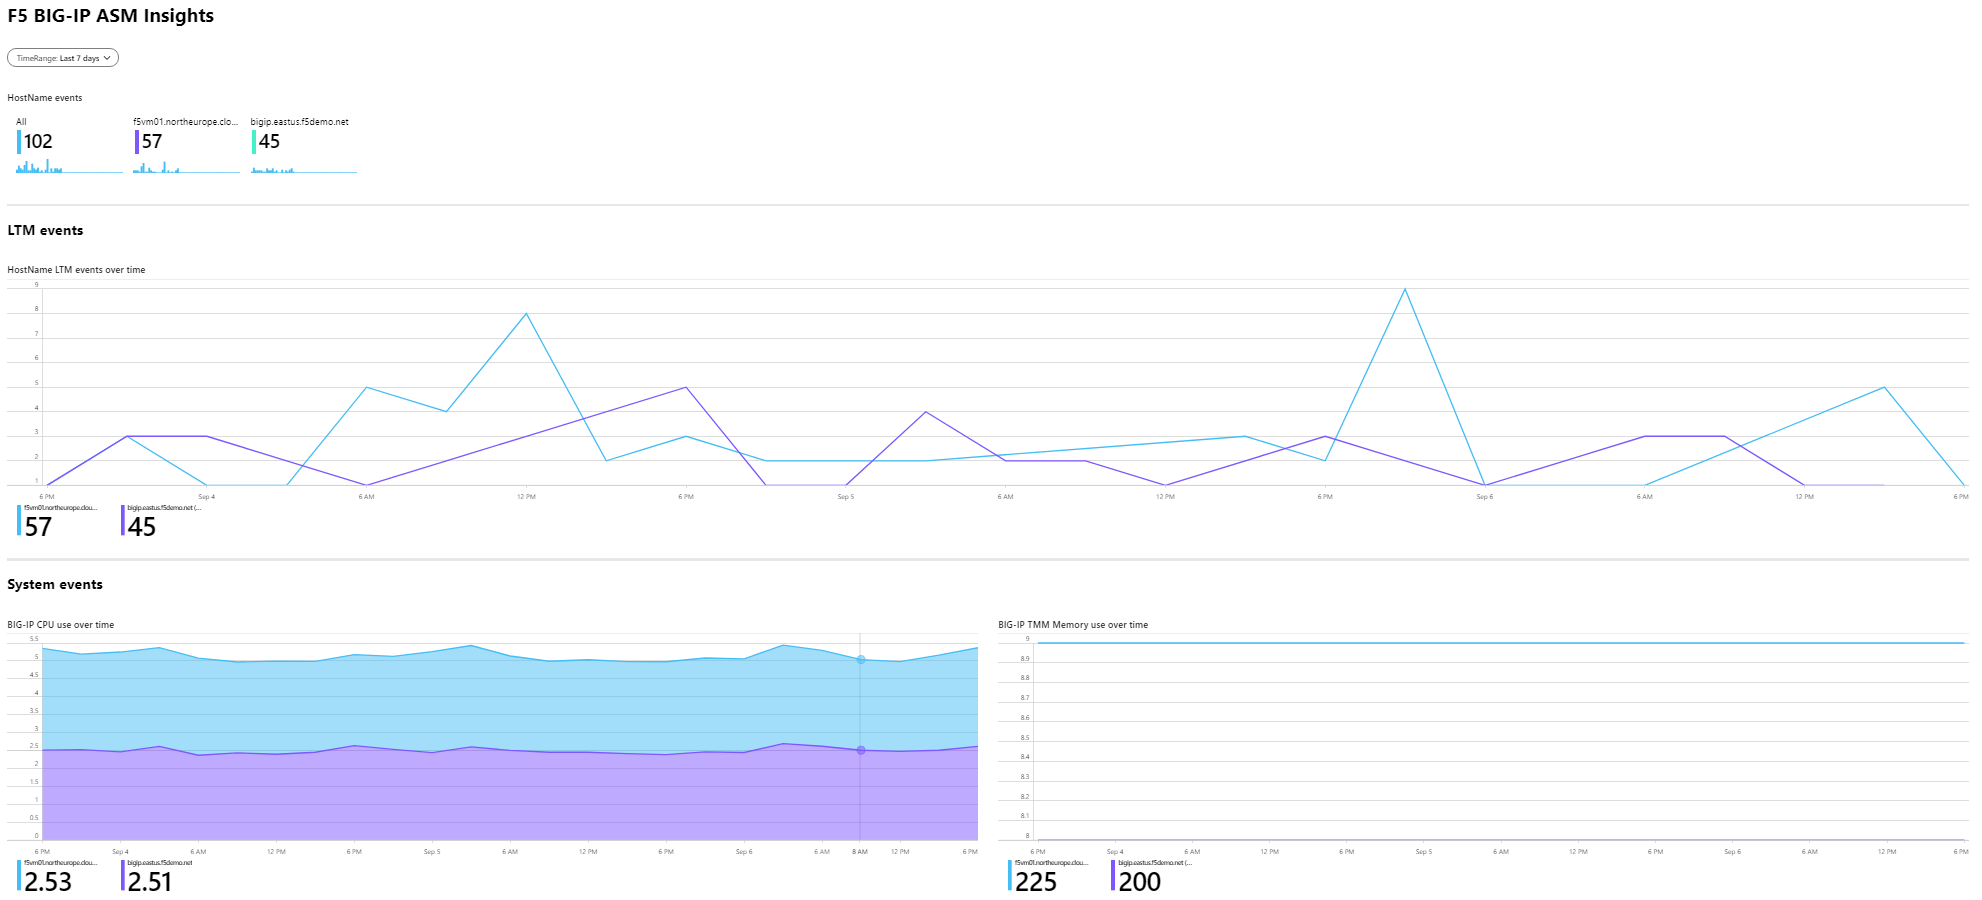 F5 BIG-IP ASM Insights
TimeRange: Last 7 days
HostName events
All f5vm01.northeurope.clo... bigip.eastus.f5demo.net
102 57 45
LTM events
HostName LTM events over time
9
8
7
6
5
4
3
2
1
6 PM Sep 4 6 AM 12 PM 6 PM Sep 5 6 AM 12 PM 6 PM Sep 6 6 AM 12 PM 6 PM
f5vm01.northeurope.clou... bigip.eastus.f5demo.net (...
57 45
System events
BIG-IP CPU use over time
5.5
5
4.5
4
3.5
3
2.5
2
1.5
1
0.5
0
6 PM Sep 4 6 AM 12 PM 6 PM Sep 5 6 AM 12 PM 6 PM Sep 6 6 AM 8 AM 12 PM 6 PM
f5vm01.northeurope.clou... bigip.eastus.f5demo.net
2.53 2.51
BIG-IP TMM Memory use over time
9
8.9
8.8
8.7
8.6
8.5
8.4
8.3
8.2
8.1
8
6 PM Sep 4 6 AM 12 PM 6 PM Sep 5 6 AM 12 PM 6 PM Sep 6 6 AM 12 PM 6 PM
f5vm01.northeurope.clou... bigip.eastus.f5demo.net (...
225 200